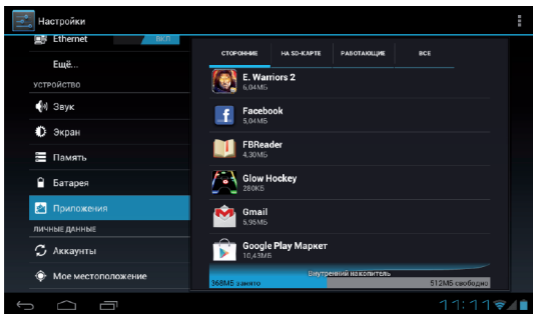 Настройки
Ethernet
ВКЛ
Ещё...
УСТРОЙСТВО
Звук
Экран
Память
Батарея
Приложения
ЛИЧНЫЕ ДАННЫЕ
Аккаунты
Мое местоположение
СТОРОННИЕ НА SD-КАРТЕ РАБОТАЮЩИЕ ВСЕ
E. Warriors 2
6,04МБ
Facebook
5,04МБ
FBReader
4,30МБ
Glow Hockey
280КБ
Gmail
5,95МБ
Google Play Маркет
10,43МБ
Внутренний накопитель
368МБ занято 512МБ свободно
11:11